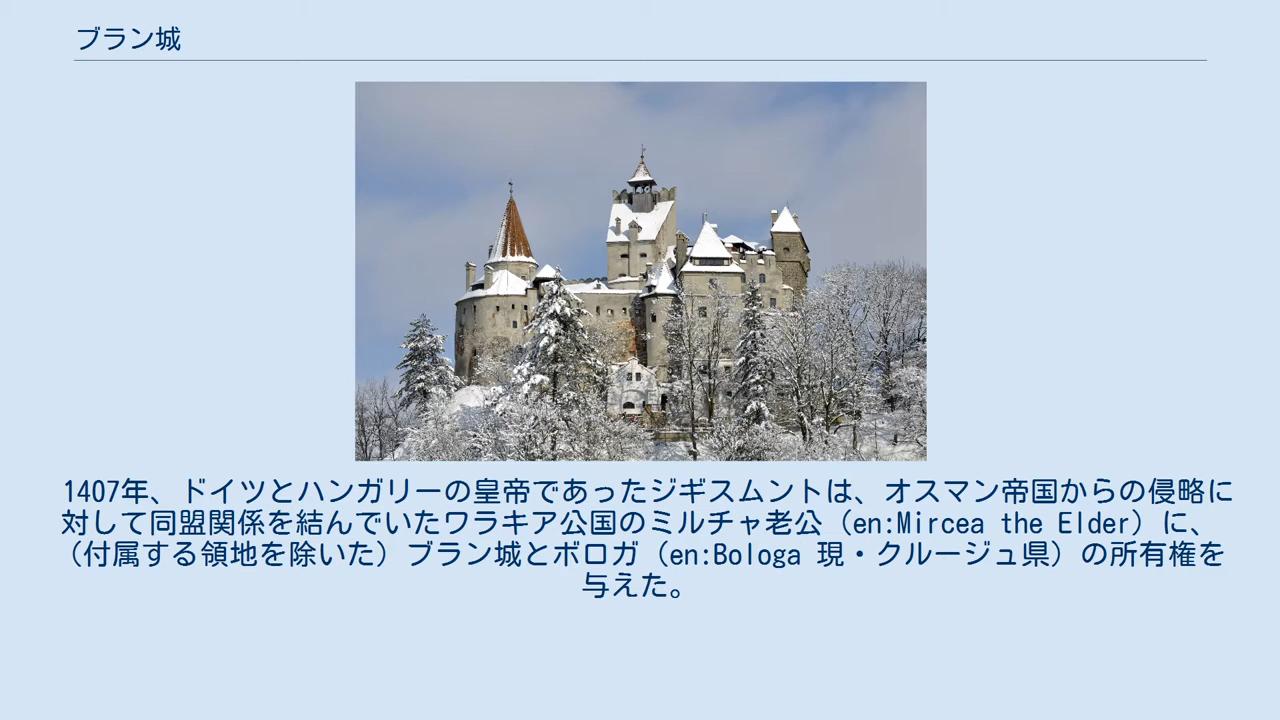 ブラン城
1407年、ドイツとハンガリーの皇帝であったジギスムントは、オスマン帝国からの侵略に
対して同盟関係を結んでいたワラキア公国のミルチャ老公（en:Mircea the Elder）に、
（付属する領地を除いた）ブラン城とボロガ（en:Bologa 現・クルージュ県）の所有権を
与えた。